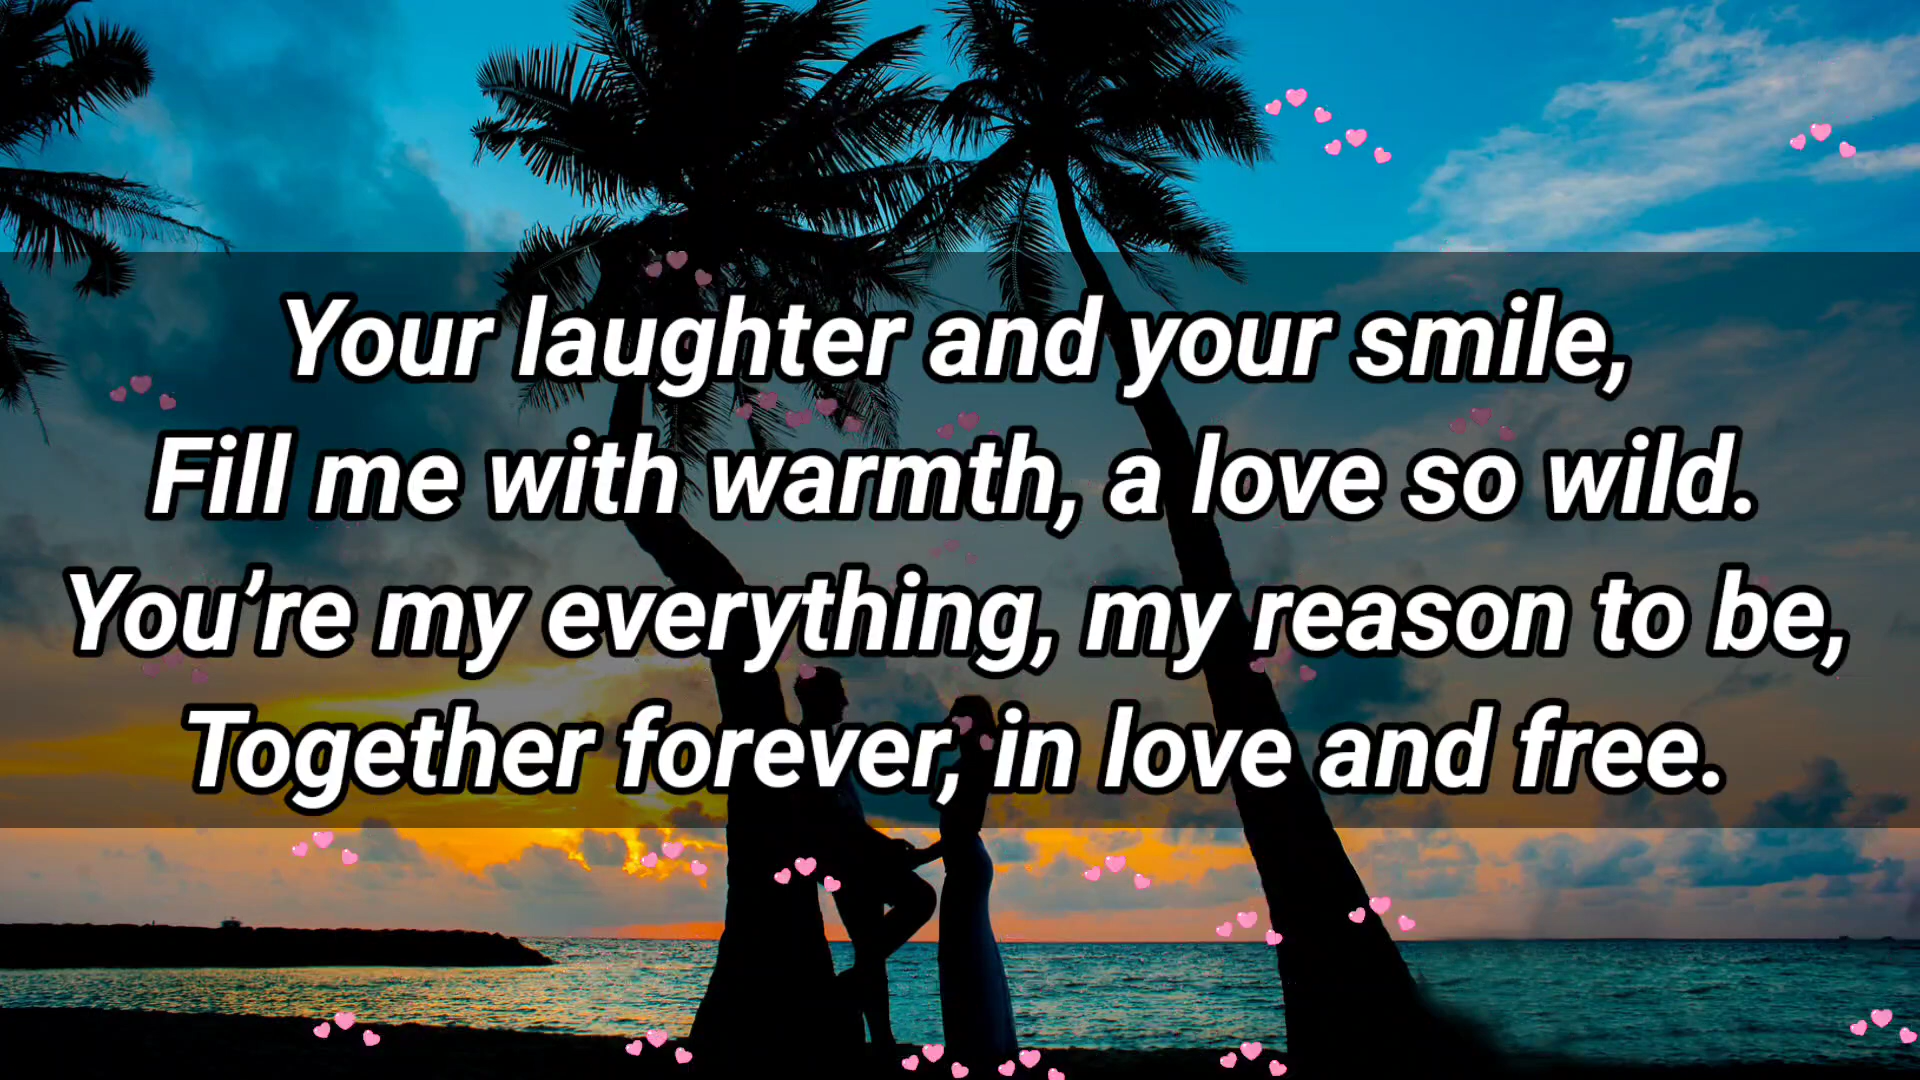 Your laughter and your smile,
Fill me with warmth, a love so wild.
You’re my everything, my reason to be,
Together forever, in love and free.